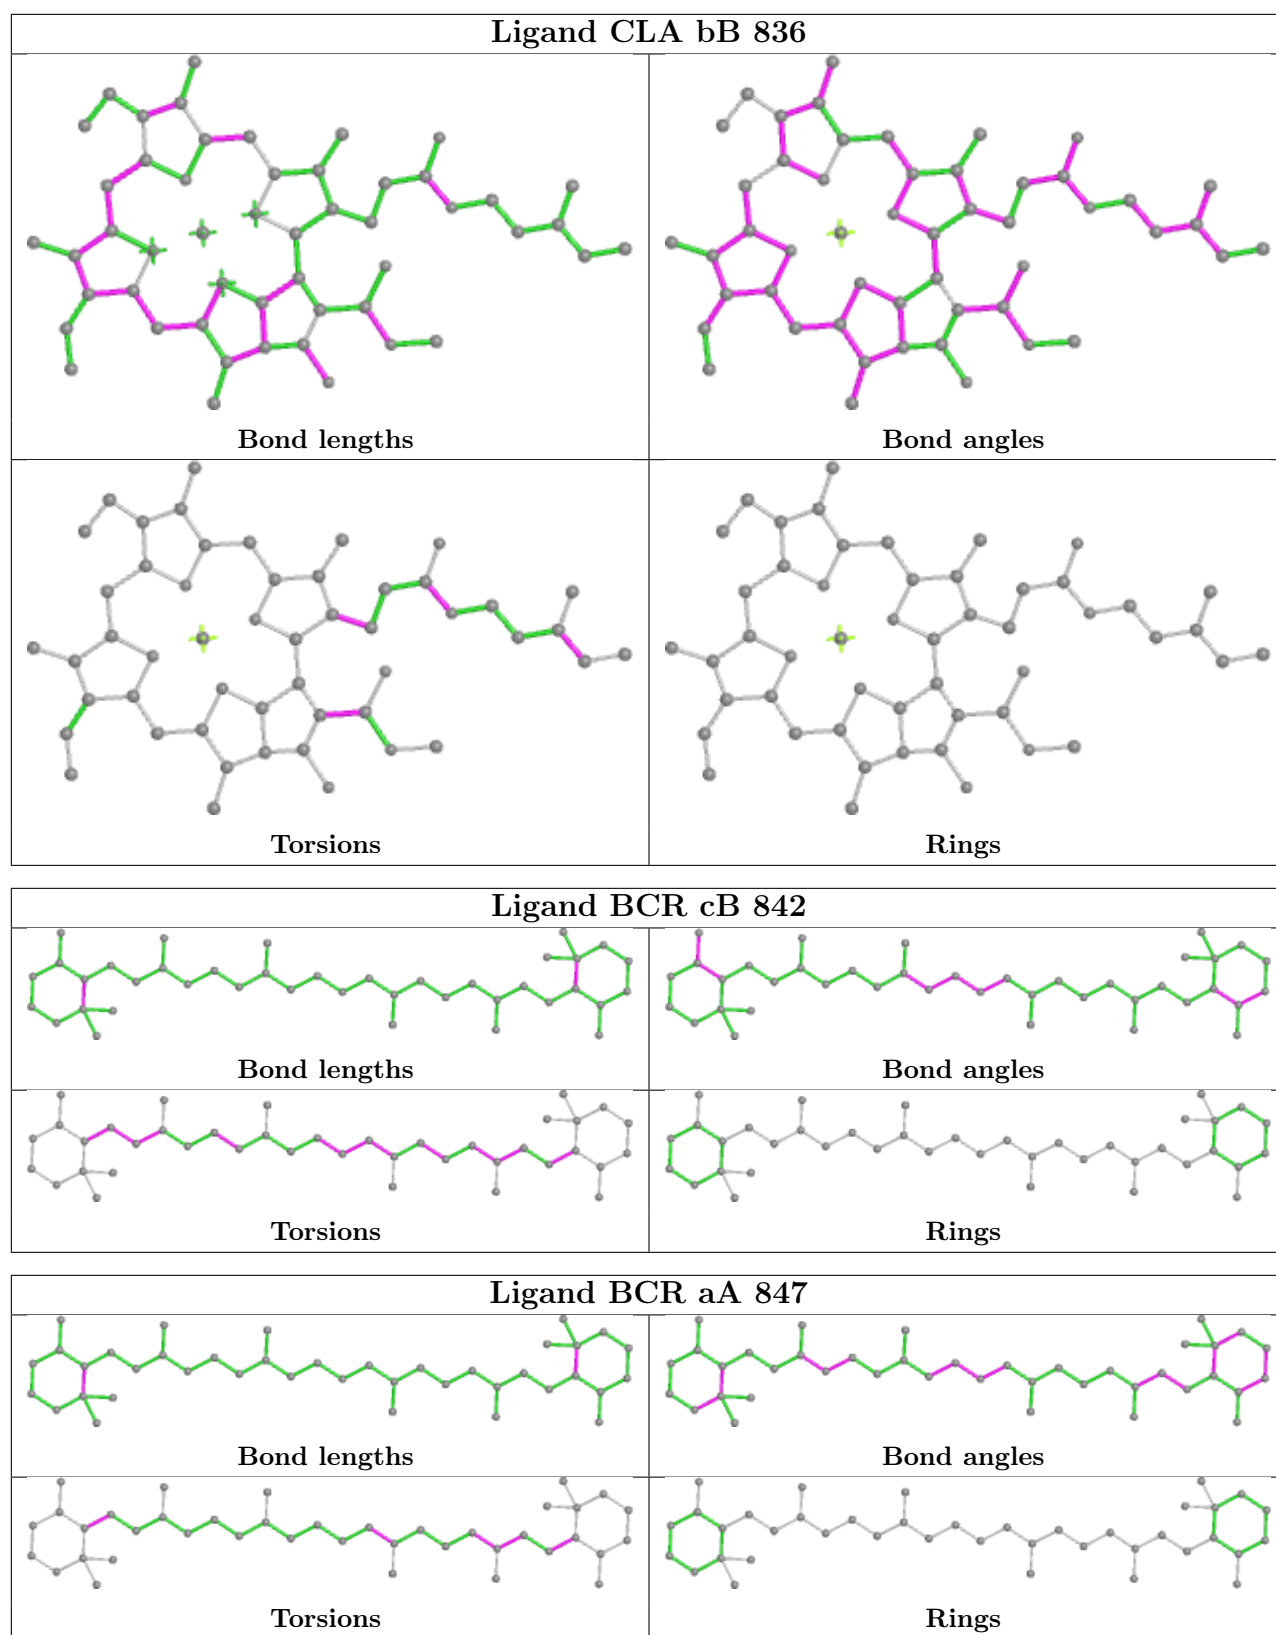 Ligand CLA bB 836
Bond lengths
Bond angles
Torsions
Rings
Ligand BCR cB 842
Bond lengths
Bond angles
Torsions
Rings
Ligand BCR aA 847
Bond lengths
Bond angles
Torsions
Rings